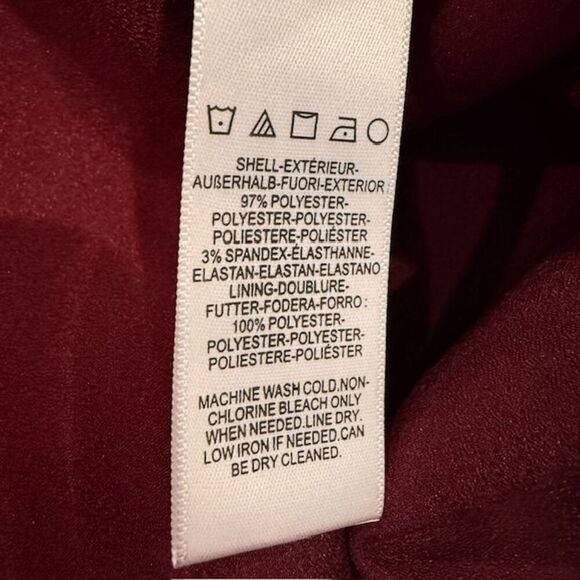 SHELL-EXTÉRIEUR-
AUßERHALB-FUORI-EXTERIOR
97% POLYESTER-
POLYESTER-POLYESTER-
POLIESTERE-POLIÉSTER
3% SPANDEX-ÉLASTHANNE-
ELASTAN-ELASTAN-ELASTANO
LINING-DOUBLURE-
FUTTER-FODERA-FORRO :
100% POLYESTER-
POLYESTER-POLYESTER-
POLIESTERE-POLIÉSTER
MACHINE WASH COLD.NON-
CHLORINE BLEACH ONLY
WHEN NEEDED.LINE DRY.
LOW IRON IF NEEDED.CAN
BE DRY CLEANED.